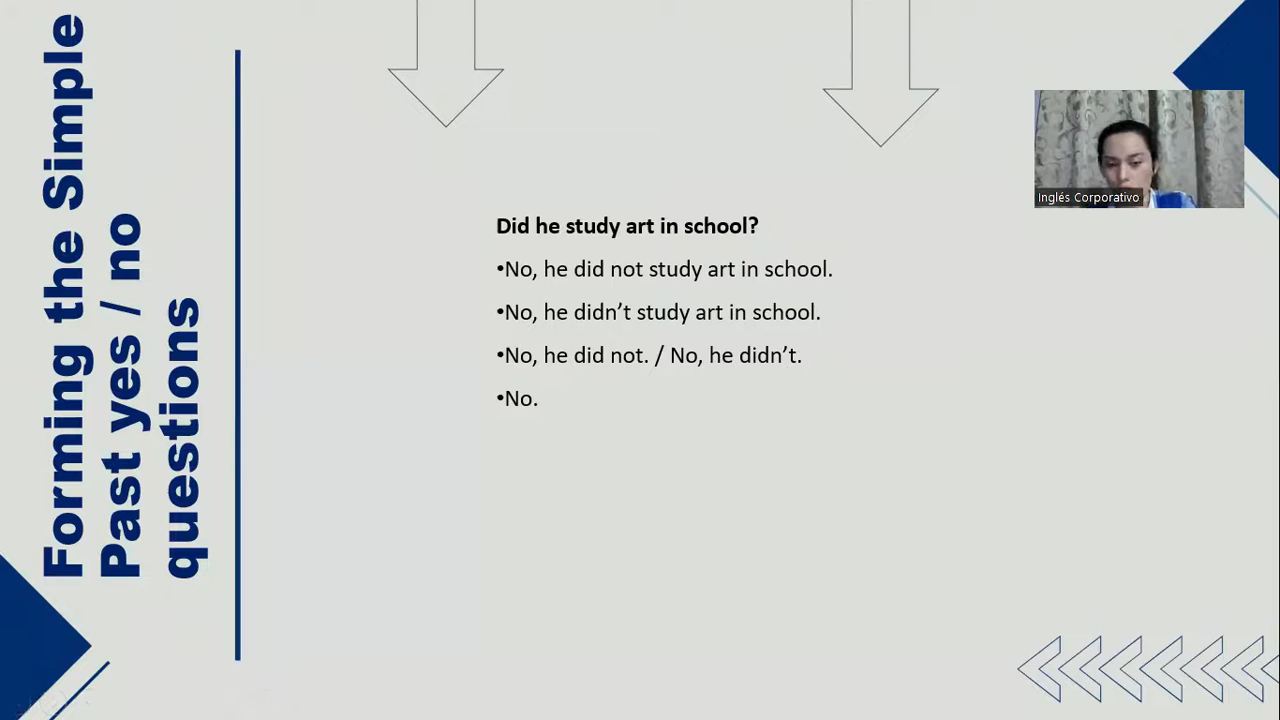 Forming the Simple
Past yes / no
questions
Did he study art in school?
•No, he did not study art in school.
•No, he didn’t study art in school.
•No, he did not. / No, he didn’t.
•No.
Inglés Corporativo